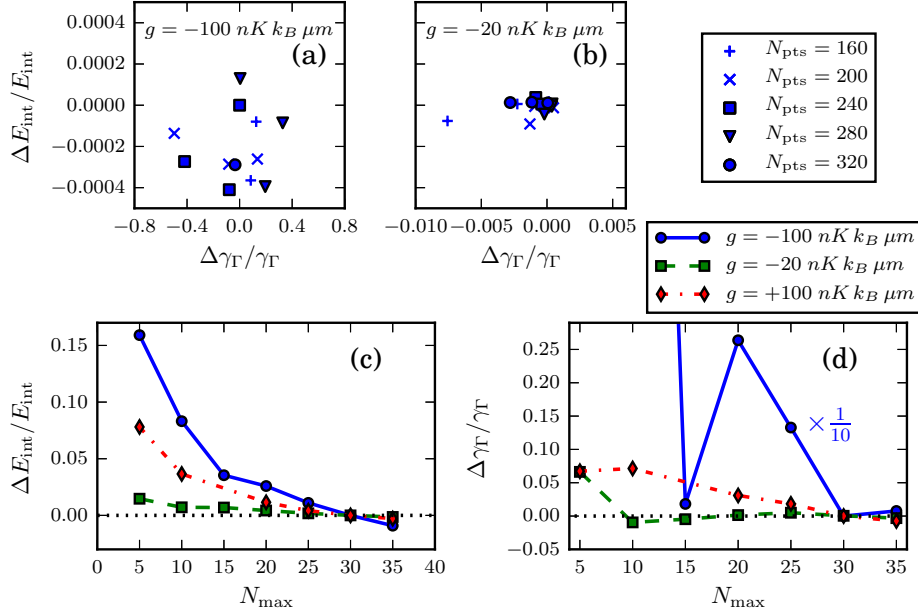 g = −100 nK k_B μm
(a)
0.0004
0.0002
0.0000
−0.0002
−0.0004
ΔE_int/E_int
−0.8 −0.4 0.0 0.4 0.8
Δγ_Γ/γ_Γ
g = −20 nK k_B μm
(b)
−0.010 −0.005 0.000 0.005
Δγ_Γ/γ_Γ
N_pts = 160
N_pts = 200
N_pts = 240
N_pts = 280
N_pts = 320
g = −100 nK k_B μm
g = −20 nK k_B μm
g = +100 nK k_B μm
(c)
0.15
0.10
0.05
0.00
ΔE_int/E_int
5 10 15 20 25 30 35 40
N_max
(d)
0.25
0.20
0.15
0.10
0.05
0.00
−0.05
Δγ_Γ/γ_Γ
× 1/10
5 10 15 20 25 30 35
N_max